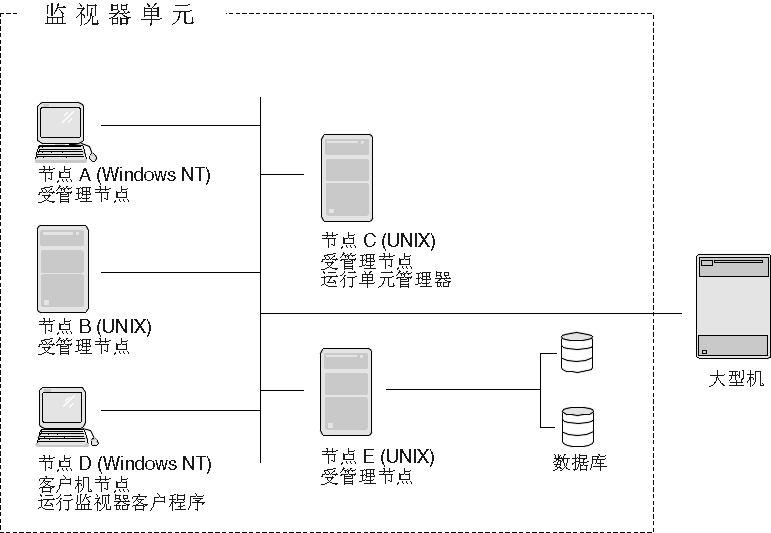 监视器单元
节点 A (Windows NT)
受管理节点
节点 C (UNIX)
受管理节点
运行单元管理器
节点 B (UNIX)
受管理节点
大型机
节点 D (Windows NT)
客户机节点
运行监视器客户程序
节点 E (UNIX)
受管理节点
数据库